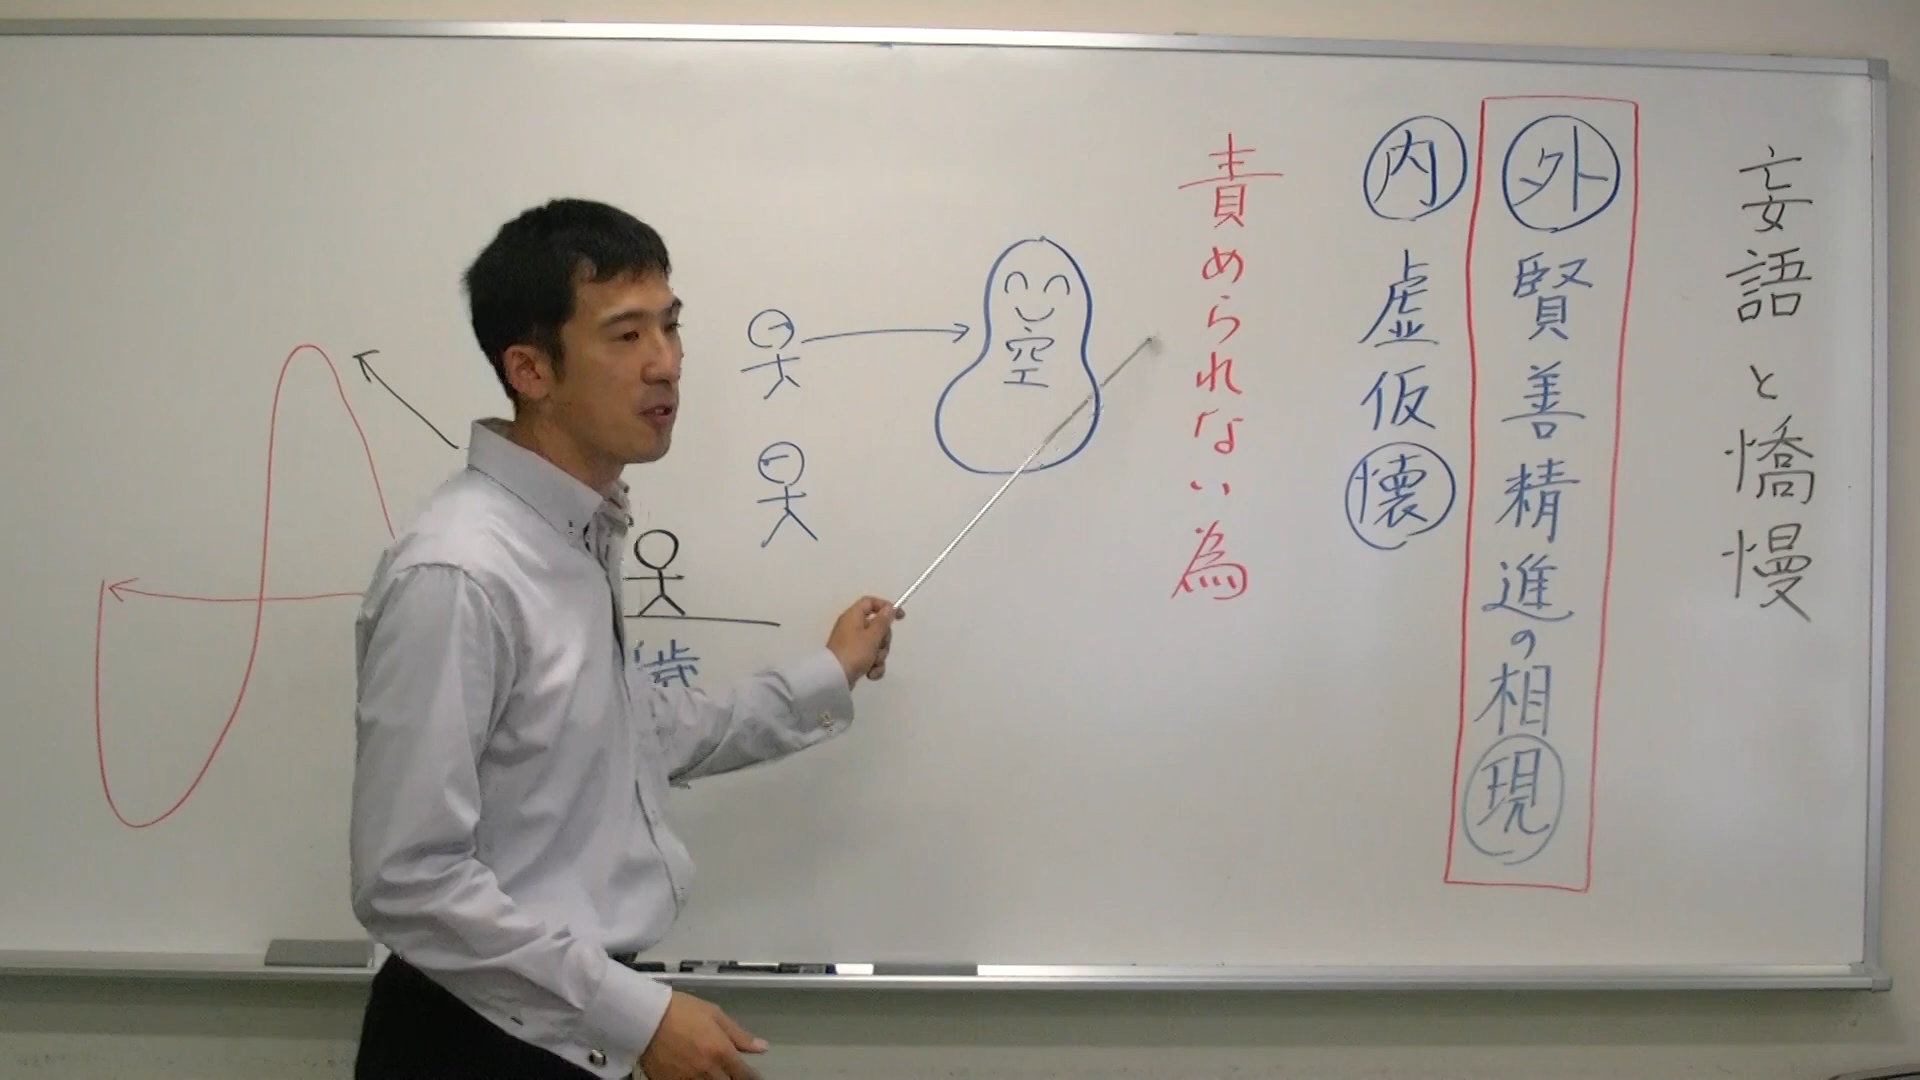 妄語と憍慢
外賢善精進の相現
内虚仮懐
責められない為
空